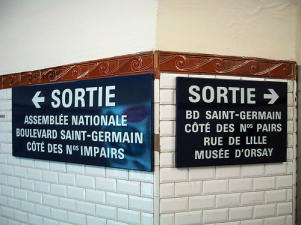 ← SORTIE
ASSEMBLÉE NATIONALE
BOULEVARD SAINT-GERMAIN
CÔTÉ DES Nos IMPAIRS
SORTIE →
BD SAINT-GERMAIN
CÔTÉ DES Nos PAIRS
RUE DE LILLE
MUSÉE D'ORSAY